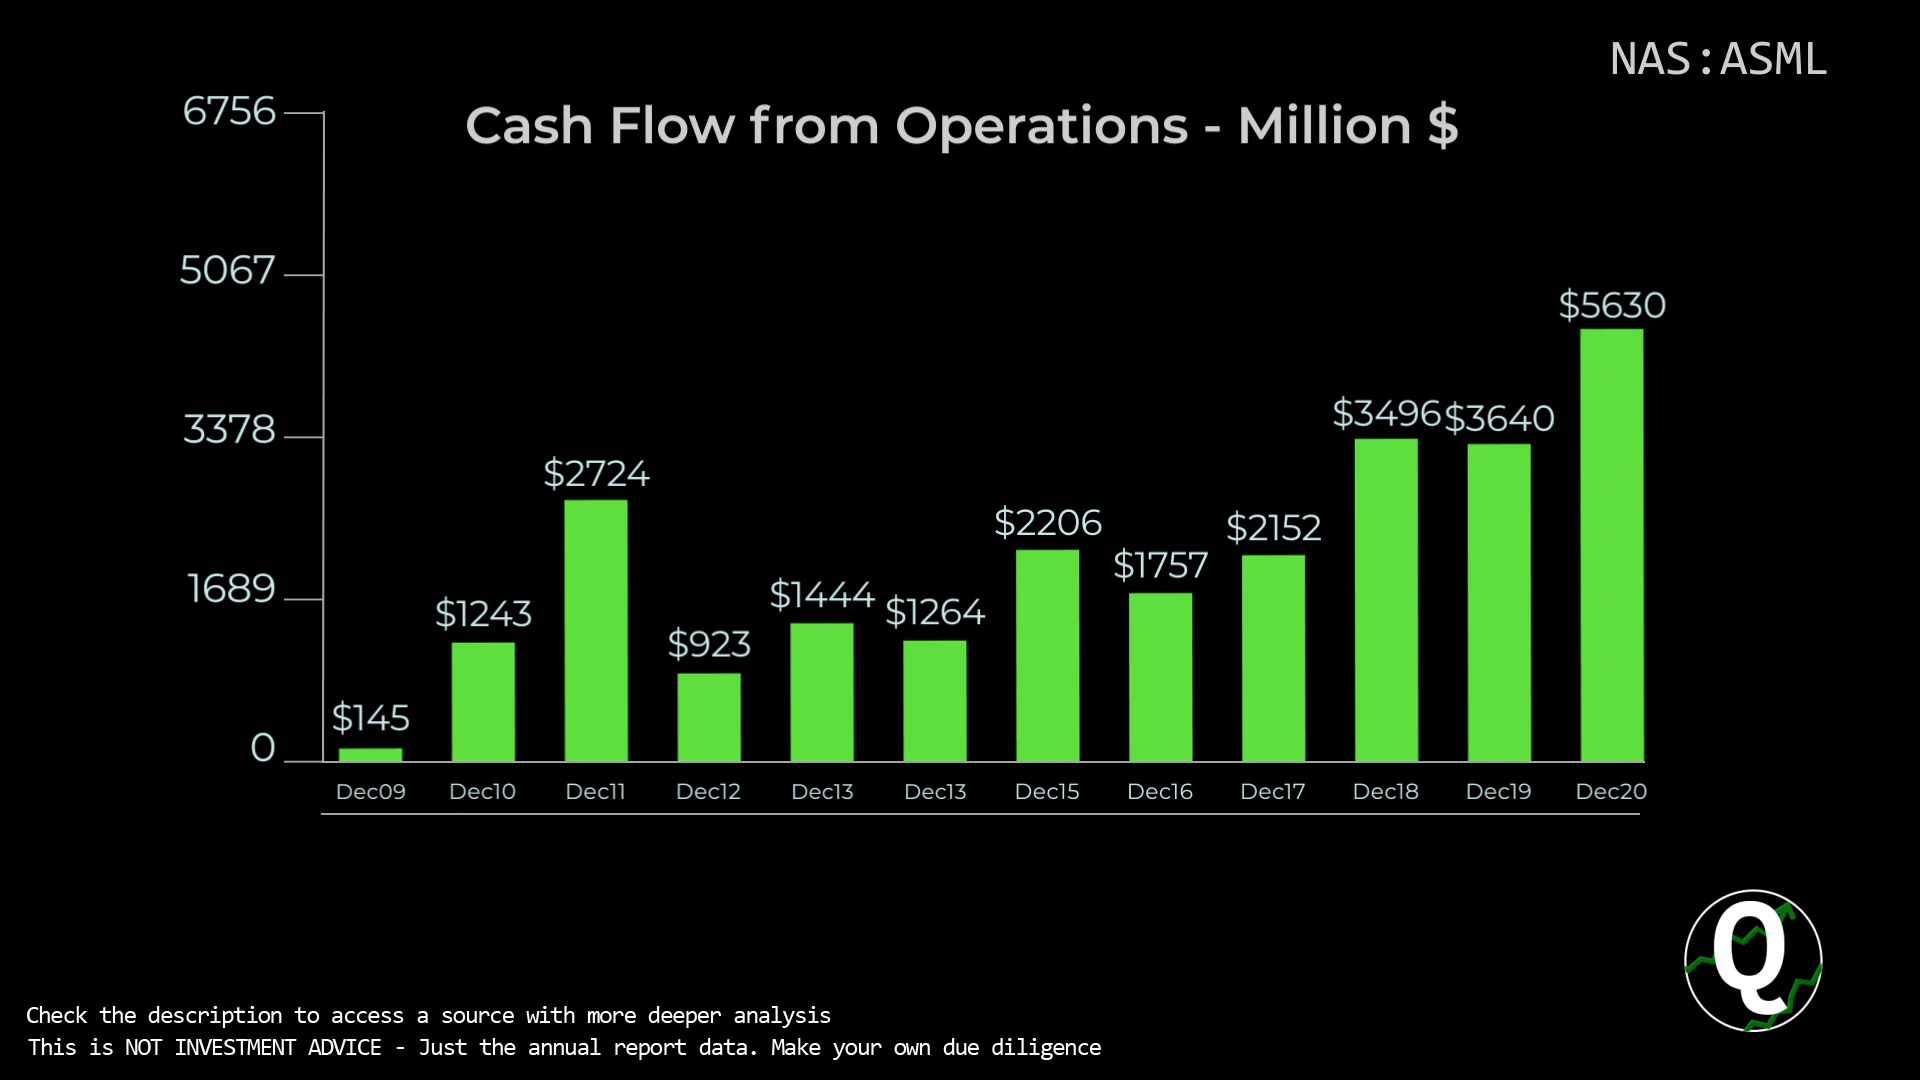 NAS:ASML
Cash Flow from Operations - Million $
6756
5067
3378
1689
0
$145
$1243
$2724
$923
$1444
$1264
$2206
$1757
$2152
$3496
$3640
$5630
Dec09
Dec10
Dec11
Dec12
Dec13
Dec13
Dec15
Dec16
Dec17
Dec18
Dec19
Dec20
Q
Check the description to access a source with more deeper analysis
This is NOT INVESTMENT ADVICE - Just the annual report data. Make your own due diligence